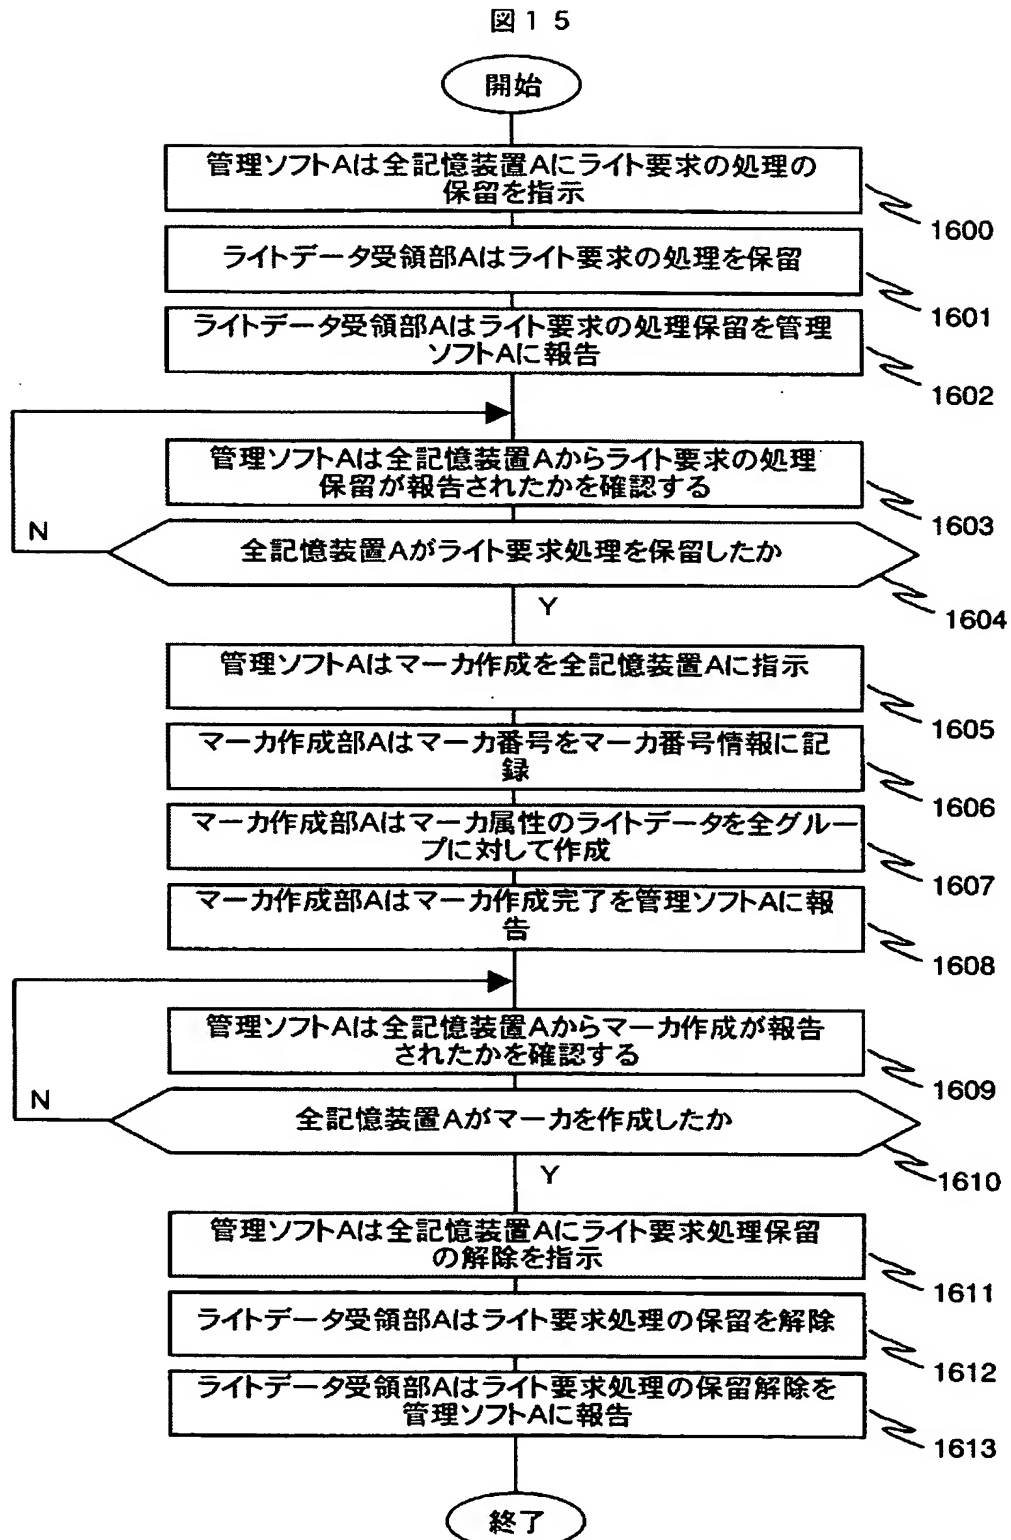 図15
開始
管理ソフトAは全記憶装置Aにライト要求の処理の
保留を指示
1600
ライトデータ受領部Aはライト要求の処理を保留
1601
ライトデータ受領部Aはライト要求の処理保留を管理
ソフトAに報告
1602
管理ソフトAは全記憶装置Aからライト要求の処理
保留が報告されたかを確認する
1603
N
全記憶装置Aがライト要求処理を保留したか
1604
Y
管理ソフトAはマーカ作成を全記憶装置Aに指示
1605
マーカ作成部Aはマーカ番号をマーカ番号情報に記
録
1606
マーカ作成部Aはマーカ属性のライトデータを全グルー
プに対して作成
1607
マーカ作成部Aはマーカ作成完了を管理ソフトAに報
告
1608
管理ソフトAは全記憶装置Aからマーカ作成が報告
されたかを確認する
1609
N
全記憶装置Aがマーカを作成したか
1610
Y
管理ソフトAは全記憶装置Aにライト要求処理保留
の解除を指示
1611
ライトデータ受領部Aはライト要求処理の保留を解除
1612
ライトデータ受領部Aはライト要求処理の保留解除を
管理ソフトAに報告
1613
終了